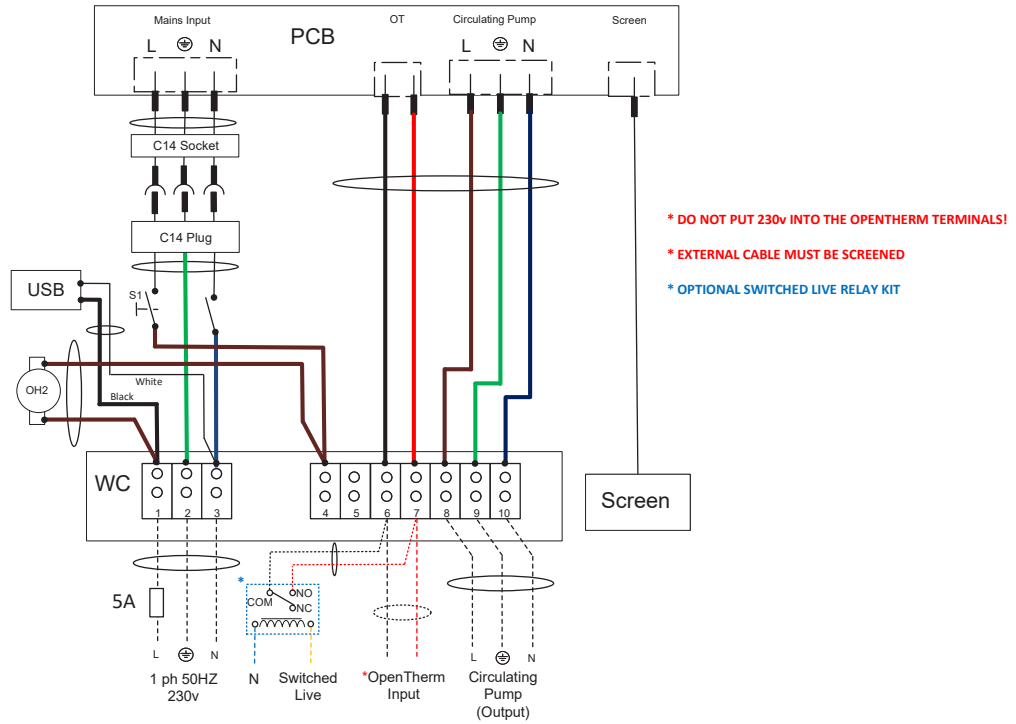 Mains Input
OT
Circulating Pump
Screen
PCB
L
N
L
N
C14 Socket
C14 Plug
* DO NOT PUT 230v INTO THE OPENTHERM TERMINALS!
* EXTERNAL CABLE MUST BE SCREENED
* OPTIONAL SWITCHED LIVE RELAY KIT
USB
S1
OH2
White
Black
WC
Screen
1
2
3
4
5
6
7
8
9
10
*
COM
NO
NC
5A
L
N
1 ph 50HZ
230v
N
Switched
Live
*OpenTherm
Input
L
N
Circulating
Pump
(Output)